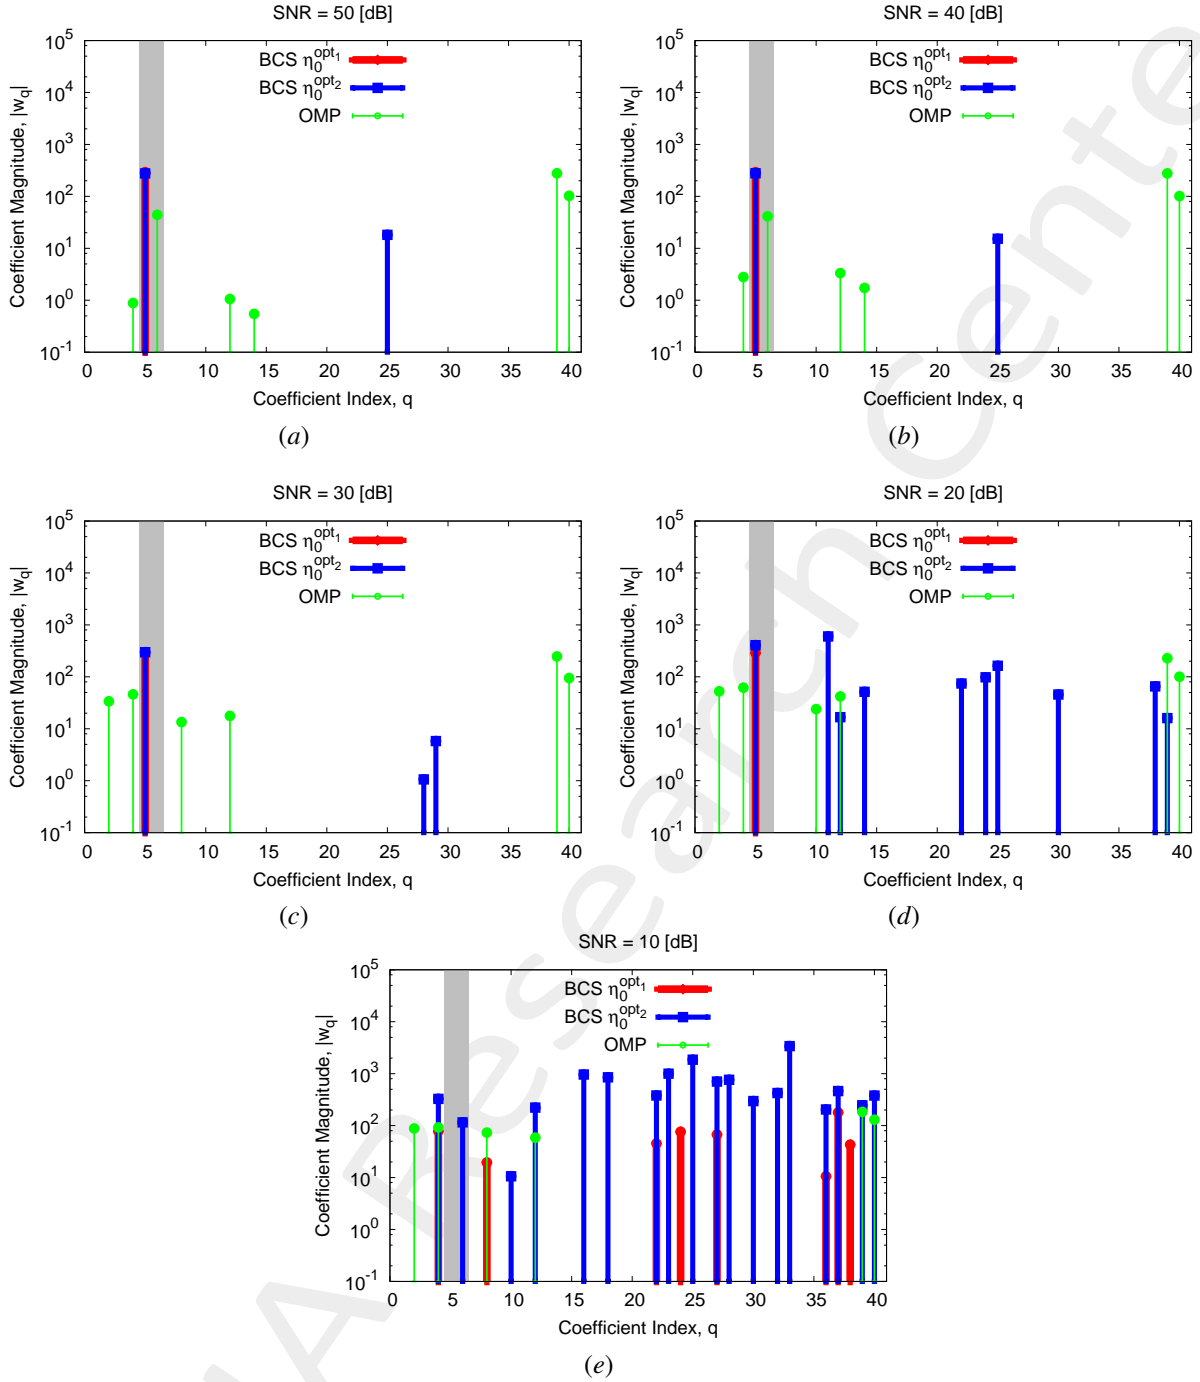 SNR = 50 [dB]
Coefficient Magnitude, |w_q|
10^5
10^4
10^3
10^2
10^1
10^0
10^-1
BCS η_0^opt_1
BCS η_0^opt_2
OMP
0 5 10 15 20 25 30 35 40
Coefficient Index, q
(a)
SNR = 40 [dB]
Coefficient Magnitude, |w_q|
10^5
10^4
10^3
10^2
10^1
10^0
10^-1
BCS η_0^opt_1
BCS η_0^opt_2
OMP
0 5 10 15 20 25 30 35 40
Coefficient Index, q
(b)
SNR = 30 [dB]
Coefficient Magnitude, |w_q|
10^5
10^4
10^3
10^2
10^1
10^0
10^-1
BCS η_0^opt_1
BCS η_0^opt_2
OMP
0 5 10 15 20 25 30 35 40
Coefficient Index, q
(c)
SNR = 20 [dB]
Coefficient Magnitude, |w_q|
10^5
10^4
10^3
10^2
10^1
10^0
10^-1
BCS η_0^opt_1
BCS η_0^opt_2
OMP
0 5 10 15 20 25 30 35 40
Coefficient Index, q
(d)
SNR = 10 [dB]
Coefficient Magnitude, |w_q|
10^5
10^4
10^3
10^2
10^1
10^0
10^-1
BCS η_0^opt_1
BCS η_0^opt_2
OMP
0 5 10 15 20 25 30 35 40
Coefficient Index, q
(e)
Research Cente